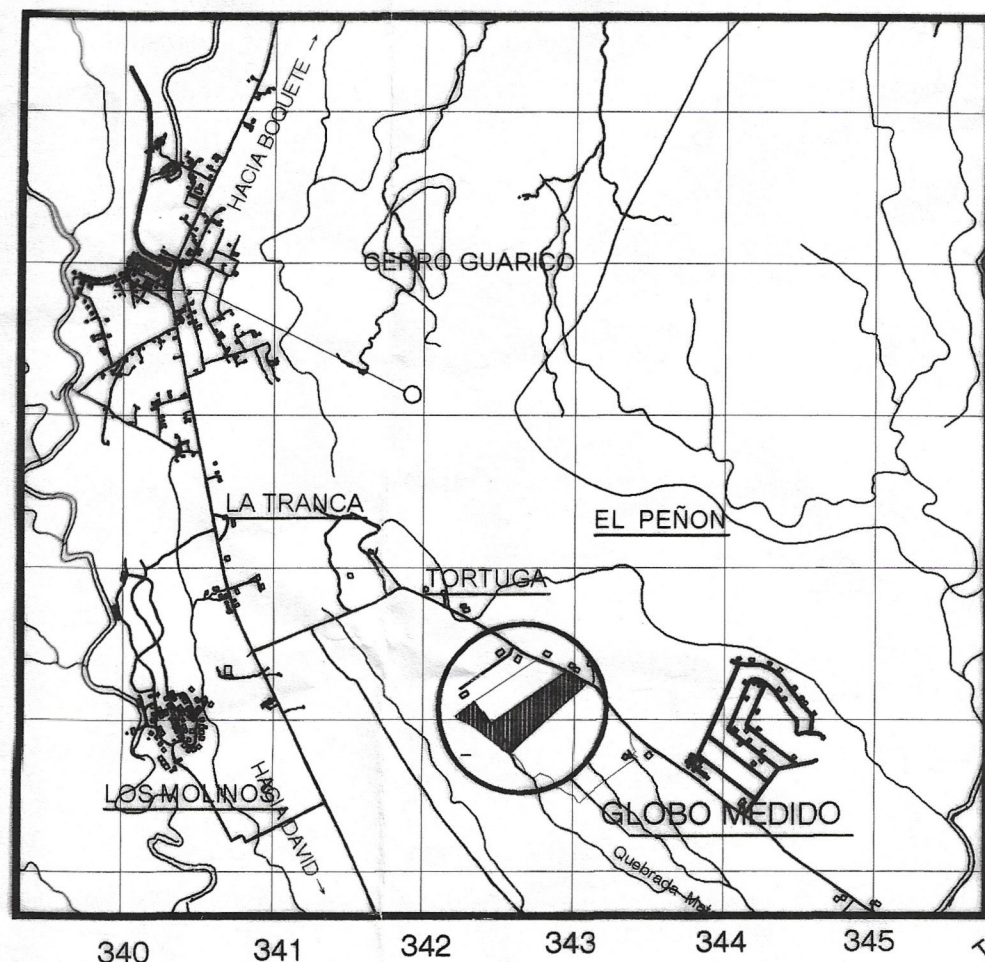 HACIA BOQUETE →
CERRO GUARICO
LA TRANCA
EL PEÑON
TORTUGA
LOS MOLINOS
HACIA DAVID →
GLOBO MEDIDO
Quebrada
340 341 342 343 344 345